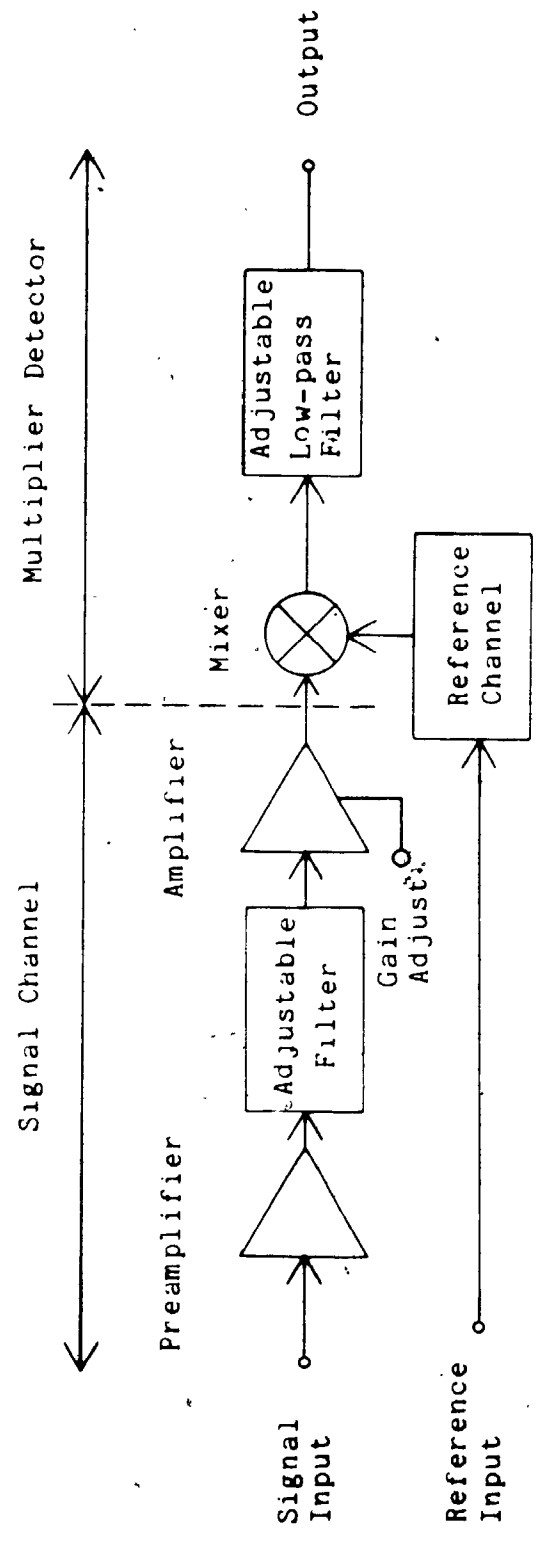 Signal Channel
Multiplier Detector
Preamplifier
Amplifier
Mixer
Signal
Input
Adjustable
Filter
Adjustable
Low-pass
Filter
Output
Gain
Adjust
Reference
Input
Reference
Channel